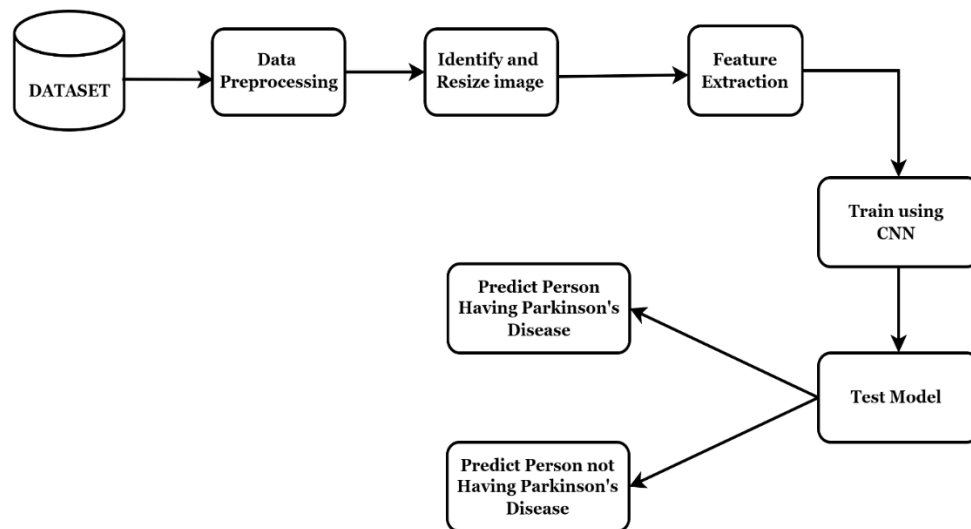 DATASET
Data
Preprocessing
Identify and
Resize image
Feature
Extraction
Train using
CNN
Test Model
Predict Person
Having Parkinson's
Disease
Predict Person not
Having Parkinson's
Disease